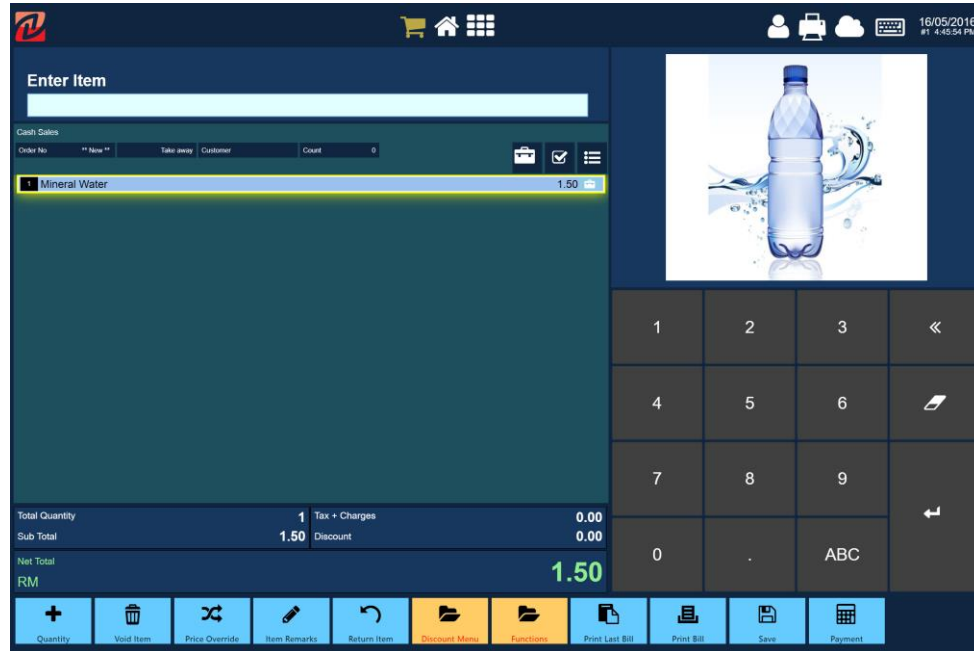 16/05/2016
#1 4:45:54 PM
Enter Item
Cash Sales
Order No ** New ** Take away Customer Count 0
1 Mineral Water 1.50
1 2 3
4 5 6
7 8 9
0 . ABC
Total Quantity 1 Tax + Charges 0.00
Sub Total 1.50 Discount 0.00
Net Total
RM 1.50
Quantity Void Item Price Override Item Remarks Return Item Discount Menu Functions Print Last Bill Print Bill Save Payment